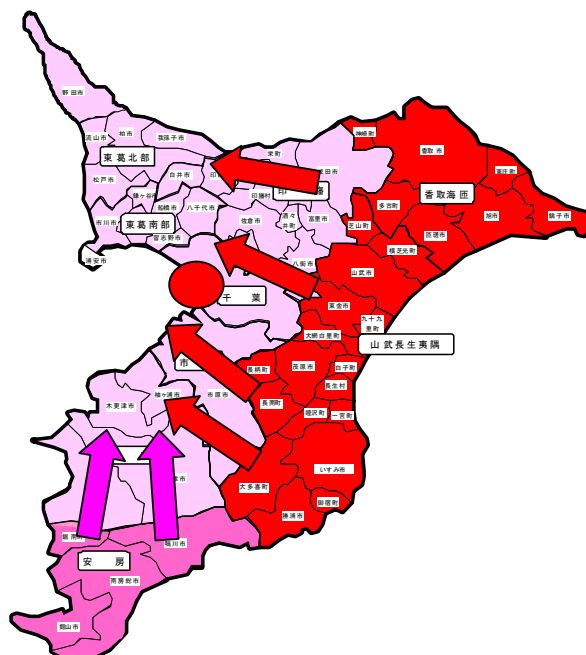 野田市
流山市
柏市
我孫子市
東葛北部
松戸市
鎌ヶ谷市
白井市
印
栄町
成田市
印旛村
印
船橋市
八千代市
市川市
東葛南部
習志野市
浦安市
佐倉市
酒々
井町
富里市
八街市
神崎町
香取市
東庄町
香取海匝
多古町
銚子市
旭市
匝瑳市
芝山町
横芝光町
山武市
千葉
東金市
九十九
里町
大網白里町
山武長生夷隅
市
市原市
長柄町
茂原市
白子町
長生村
長南町
睦沢町
一宮町
木更津市
袖ヶ浦市
いすみ市
大多喜町
御宿町
勝浦市
市
鋸南町
鴨川市
安房
南房総市
館山市